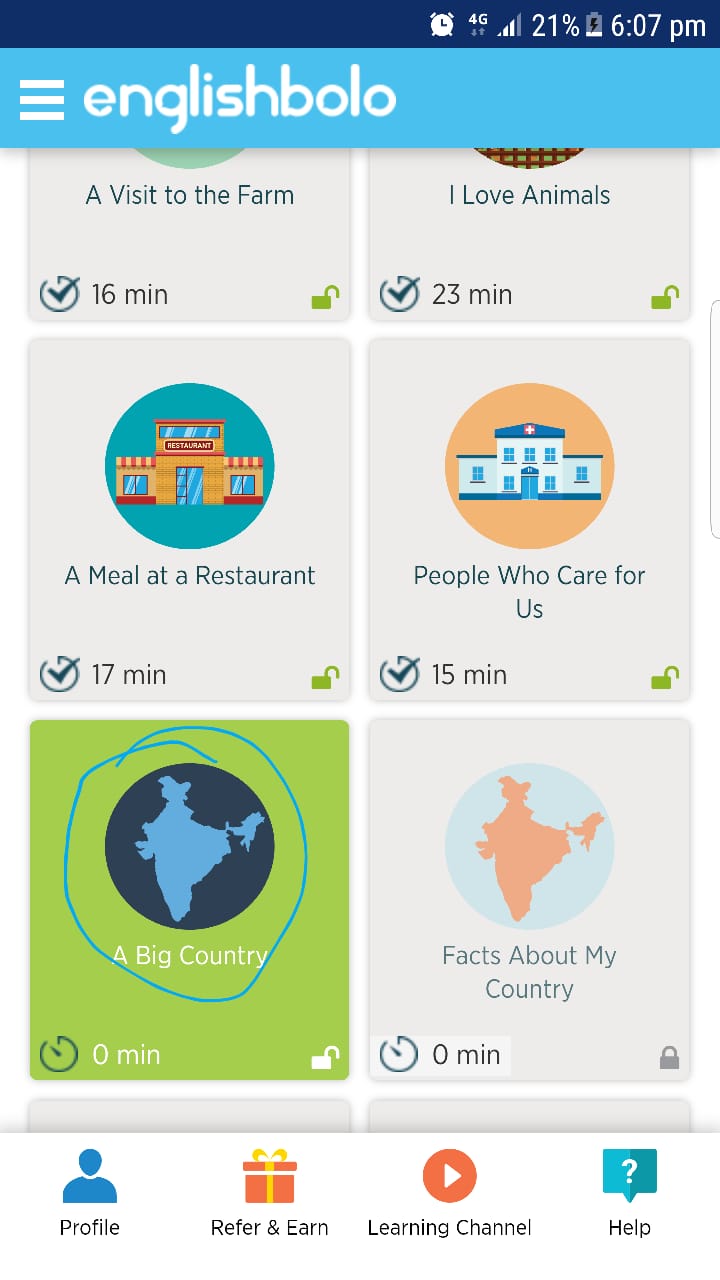 4G 21% 6:07 pm
englishbolo
A Visit to the Farm
I Love Animals
16 min
23 min
RESTAURANT
A Meal at a Restaurant
People Who Care for
Us
17 min
15 min
A Big Country
Facts About My
Country
0 min
0 min
?
Profile
Refer & Earn
Learning Channel
Help